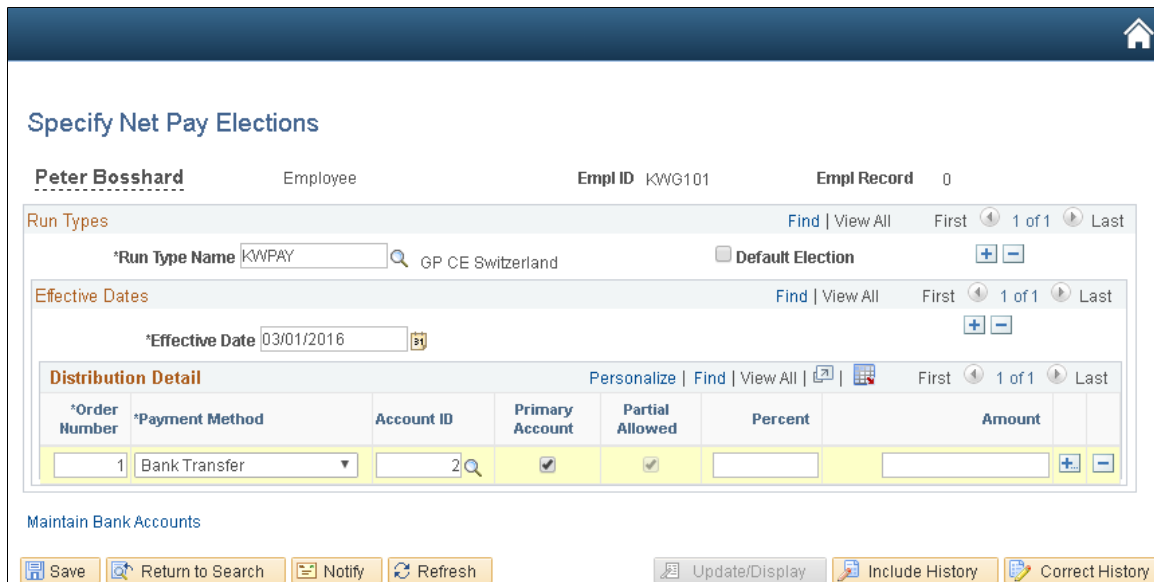 Specify Net Pay Elections
Peter Bosshard Employee Empl ID KWG101 Empl Record 0
Run Types Find | View All First 1 of 1 Last
*Run Type Name KWPAY GP CE Switzerland Default Election
Effective Dates Find | View All First 1 of 1 Last
*Effective Date 03/01/2016
Distribution Detail Personalize | Find | View All | | First 1 of 1 Last
*Order Number *Payment Method Account ID Primary Account Partial Allowed Percent Amount
1 Bank Transfer 2
Maintain Bank Accounts
Save Return to Search Notify Refresh Update/Display Include History Correct History